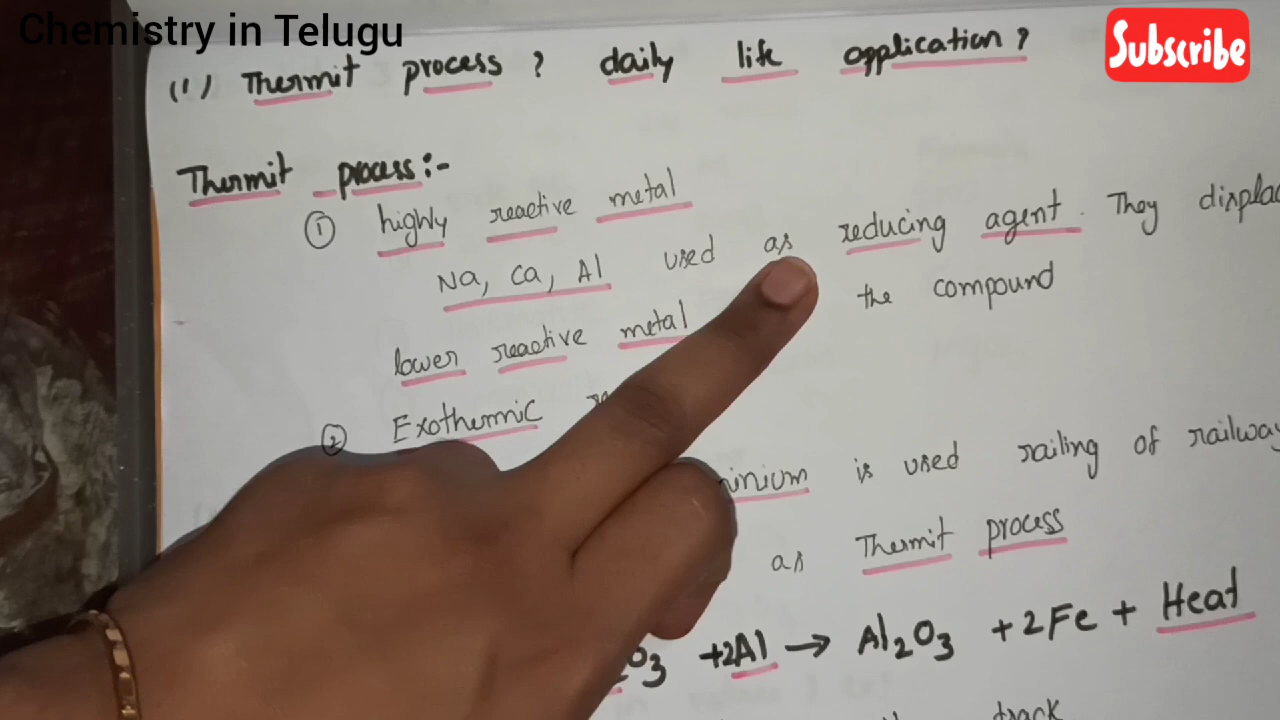 Chemistry in Telugu
Subscribe
(1) Thermit process ? daily life application ?
Thermit process :-
① highly reactive metal
Na, Ca, Al used as reducing agent. They
lower reactive metal the compound
② Exothermic
is used railing of
as Thermit process
+2Al → Al₂O₃ +2Fe + Heat
track